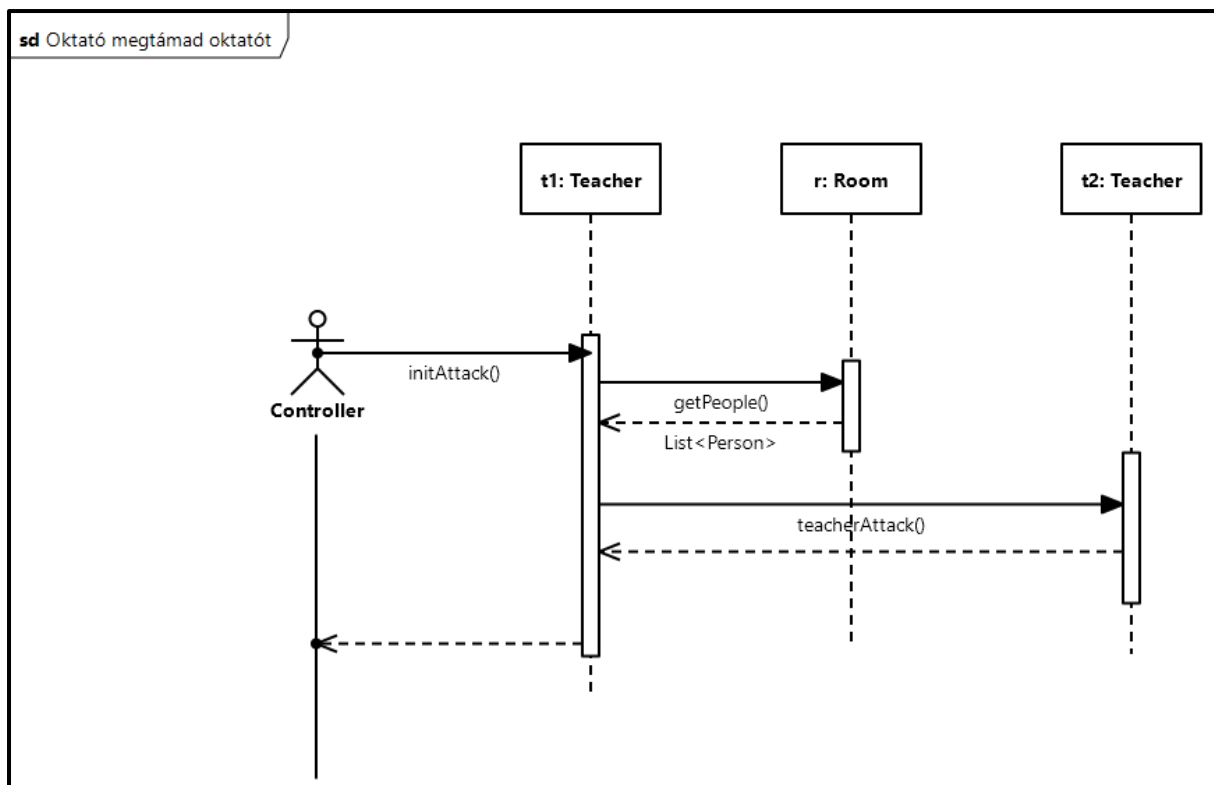 sd Oktató megtámad oktatót
t1: Teacher
r: Room
t2: Teacher
initAttack()
Controller
getPeople()
List<Person>
teacherAttack()